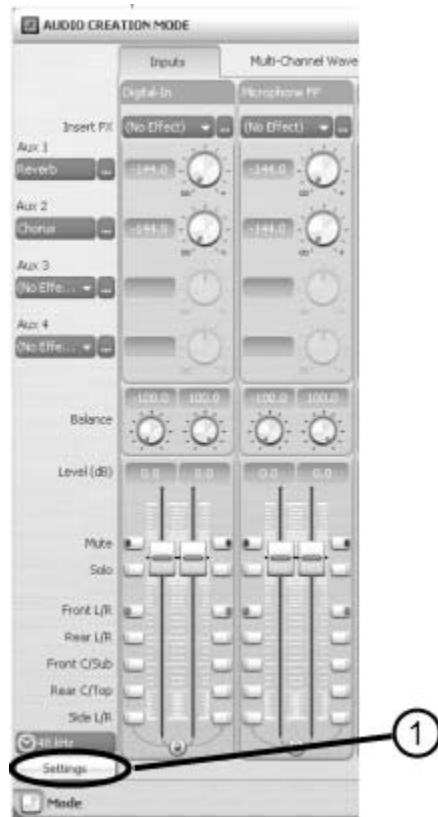 AUDIO CREATION MODE
Inputs Multi-Channel Wave
Digital-In Microphone FP
Insert FX (No Effect) ... (No Effect) ...
Aux 1
Reverb ... -144.0 -144.0
Aux 2
Chorus ... -144.0 -144.0
Aux 3
(No Effe... ...
Aux 4
(No Effe... ...
-100.0 100.0 -100.0 100.0
Balance
Level (dB) 0.0 0.0 0.0 0.0
Mute
Solo
Front L/R
Rear L/R
Front C/Sub
Rear C/Top
Side L/R
48 kHz
Settings
1
Mode